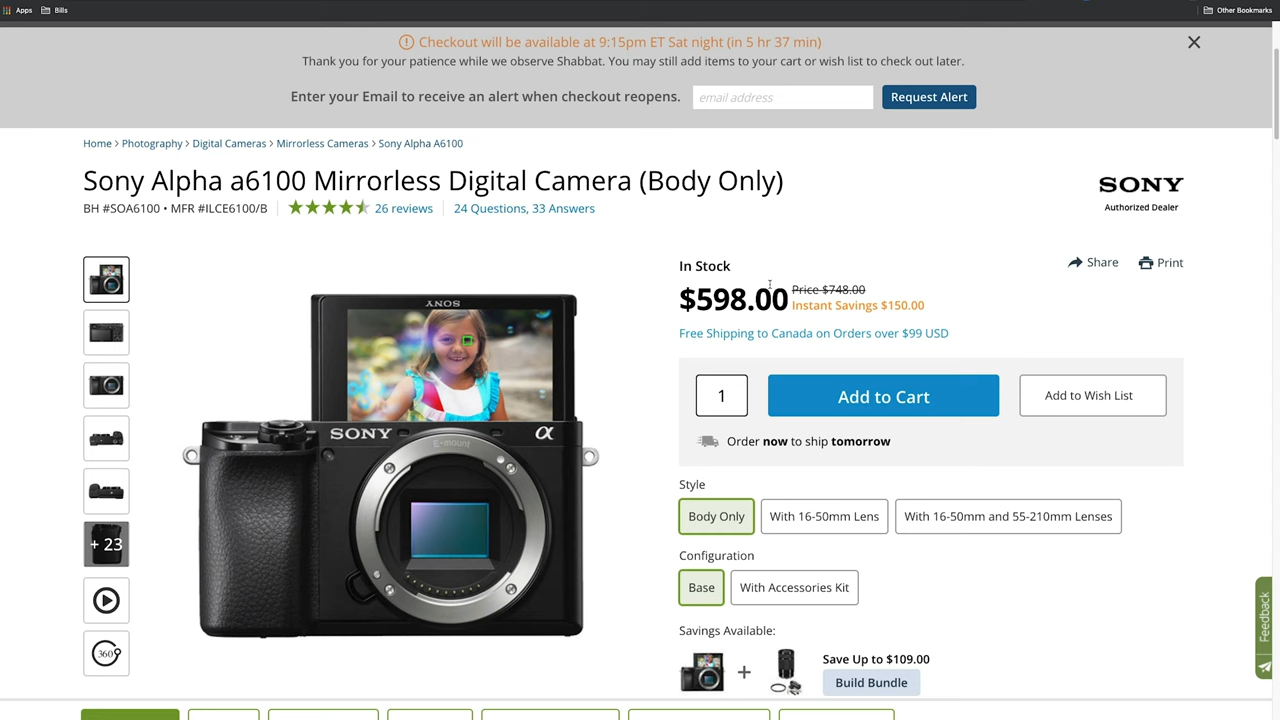 Apps Bills Other Bookmarks
Checkout will be available at 9:15pm ET Sat night (in 5 hr 37 min)
Thank you for your patience while we observe Shabbat. You may still add items to your cart or wish list to check out later.
Enter your Email to receive an alert when checkout reopens. email address Request Alert
Home > Photography > Digital Cameras > Mirrorless Cameras > Sony Alpha A6100
Sony Alpha a6100 Mirrorless Digital Camera (Body Only)
BH #SOA6100 • MFR #ILCE6100/B 26 reviews 24 Questions, 33 Answers
SONY
Authorized Dealer
In Stock Share Print
$598.00 Price $748.00
Instant Savings $150.00
Free Shipping to Canada on Orders over $99 USD
1 Add to Cart Add to Wish List
Order now to ship tomorrow
Style
Body Only With 16-50mm Lens With 16-50mm and 55-210mm Lenses
Configuration
Base With Accessories Kit
Savings Available:
+ Save Up to $109.00
Build Bundle
SONY
SONY α
E-mount
+ 23
360
Feedback